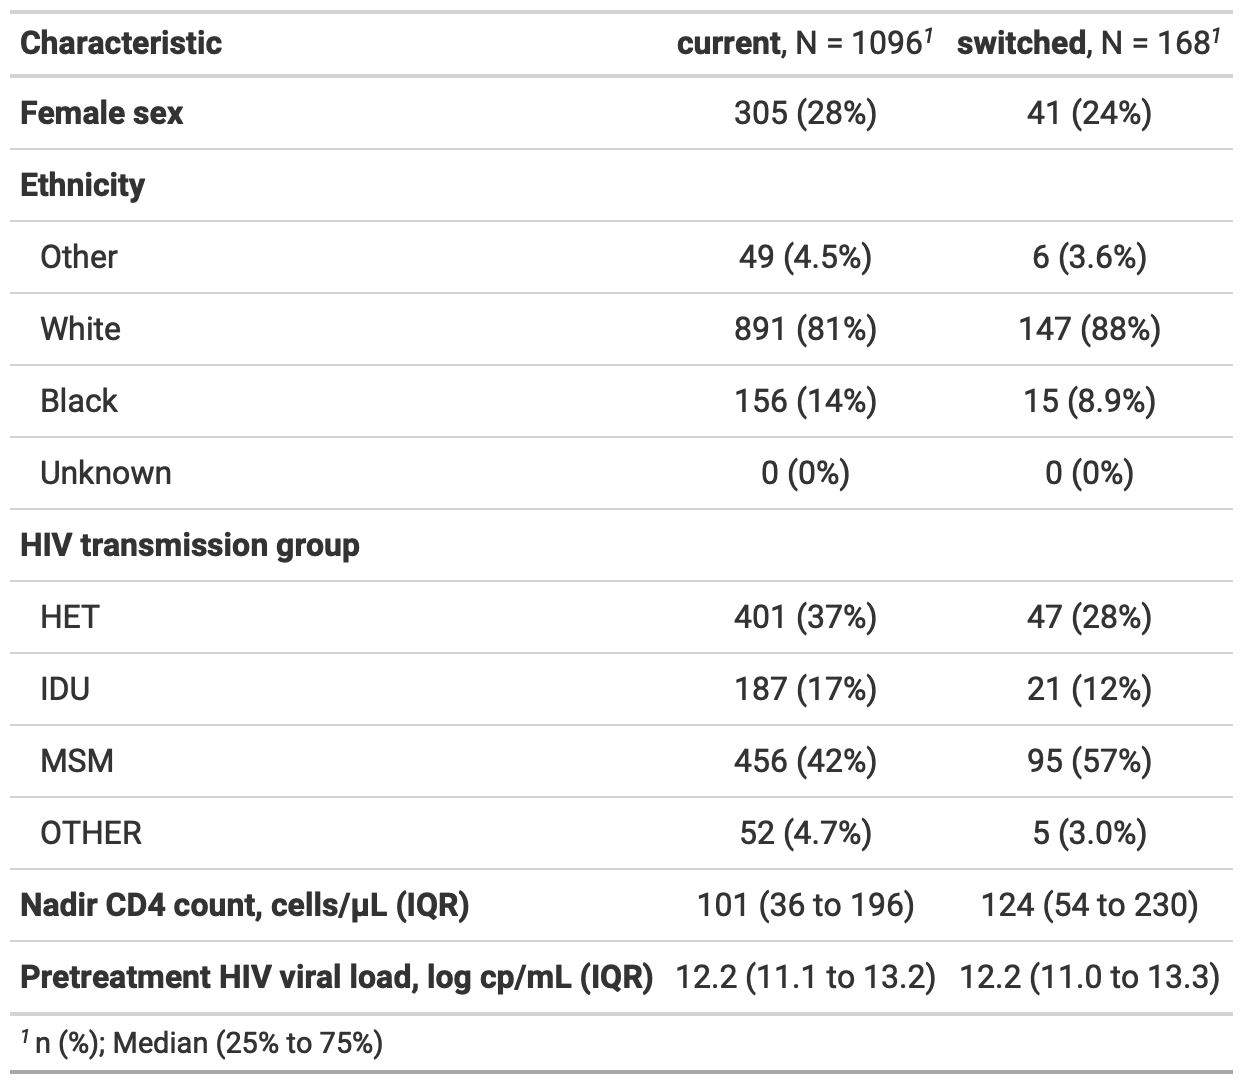 Characteristic current, N = 1096¹ switched, N = 168¹
Female sex 305 (28%) 41 (24%)
Ethnicity
Other 49 (4.5%) 6 (3.6%)
White 891 (81%) 147 (88%)
Black 156 (14%) 15 (8.9%)
Unknown 0 (0%) 0 (0%)
HIV transmission group
HET 401 (37%) 47 (28%)
IDU 187 (17%) 21 (12%)
MSM 456 (42%) 95 (57%)
OTHER 52 (4.7%) 5 (3.0%)
Nadir CD4 count, cells/µL (IQR) 101 (36 to 196) 124 (54 to 230)
Pretreatment HIV viral load, log cp/mL (IQR) 12.2 (11.1 to 13.2) 12.2 (11.0 to 13.3)
¹ n (%); Median (25% to 75%)